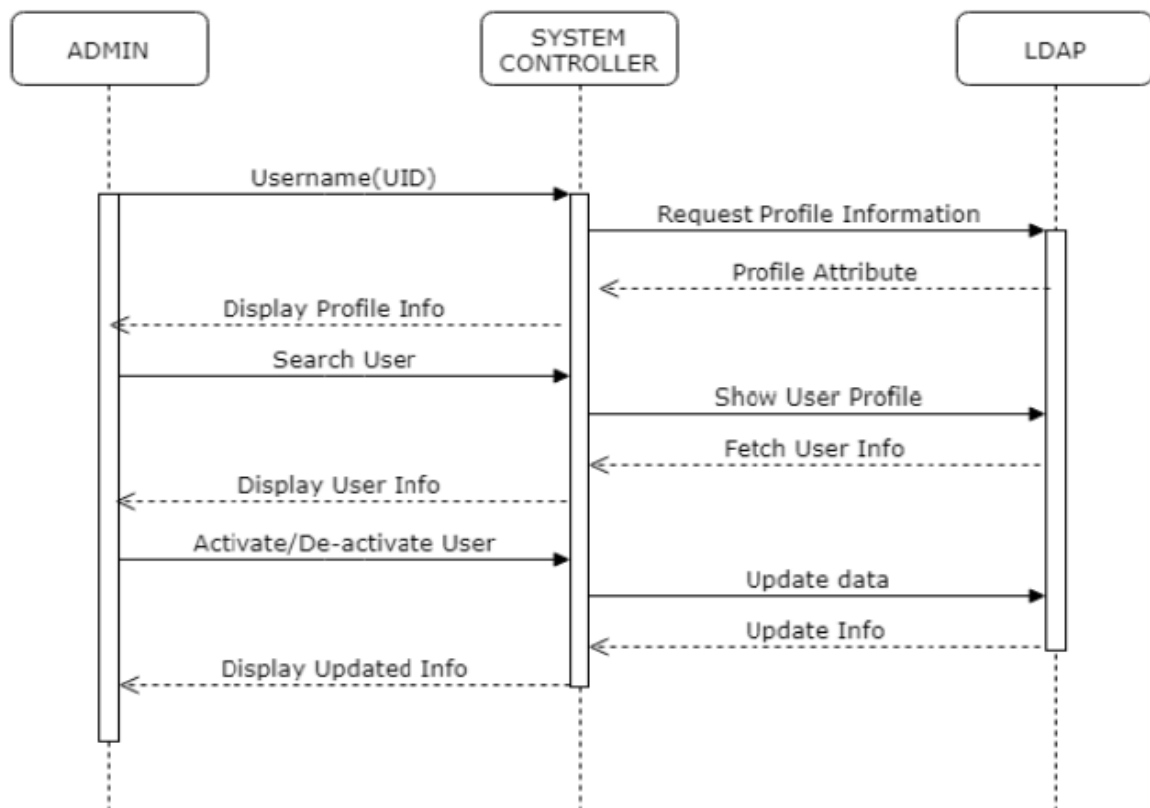 ADMIN
SYSTEM
CONTROLLER
LDAP
Username(UID)
Request Profile Information
Profile Attribute
Display Profile Info
Search User
Show User Profile
Fetch User Info
Display User Info
Activate/De-activate User
Update data
Update Info
Display Updated Info